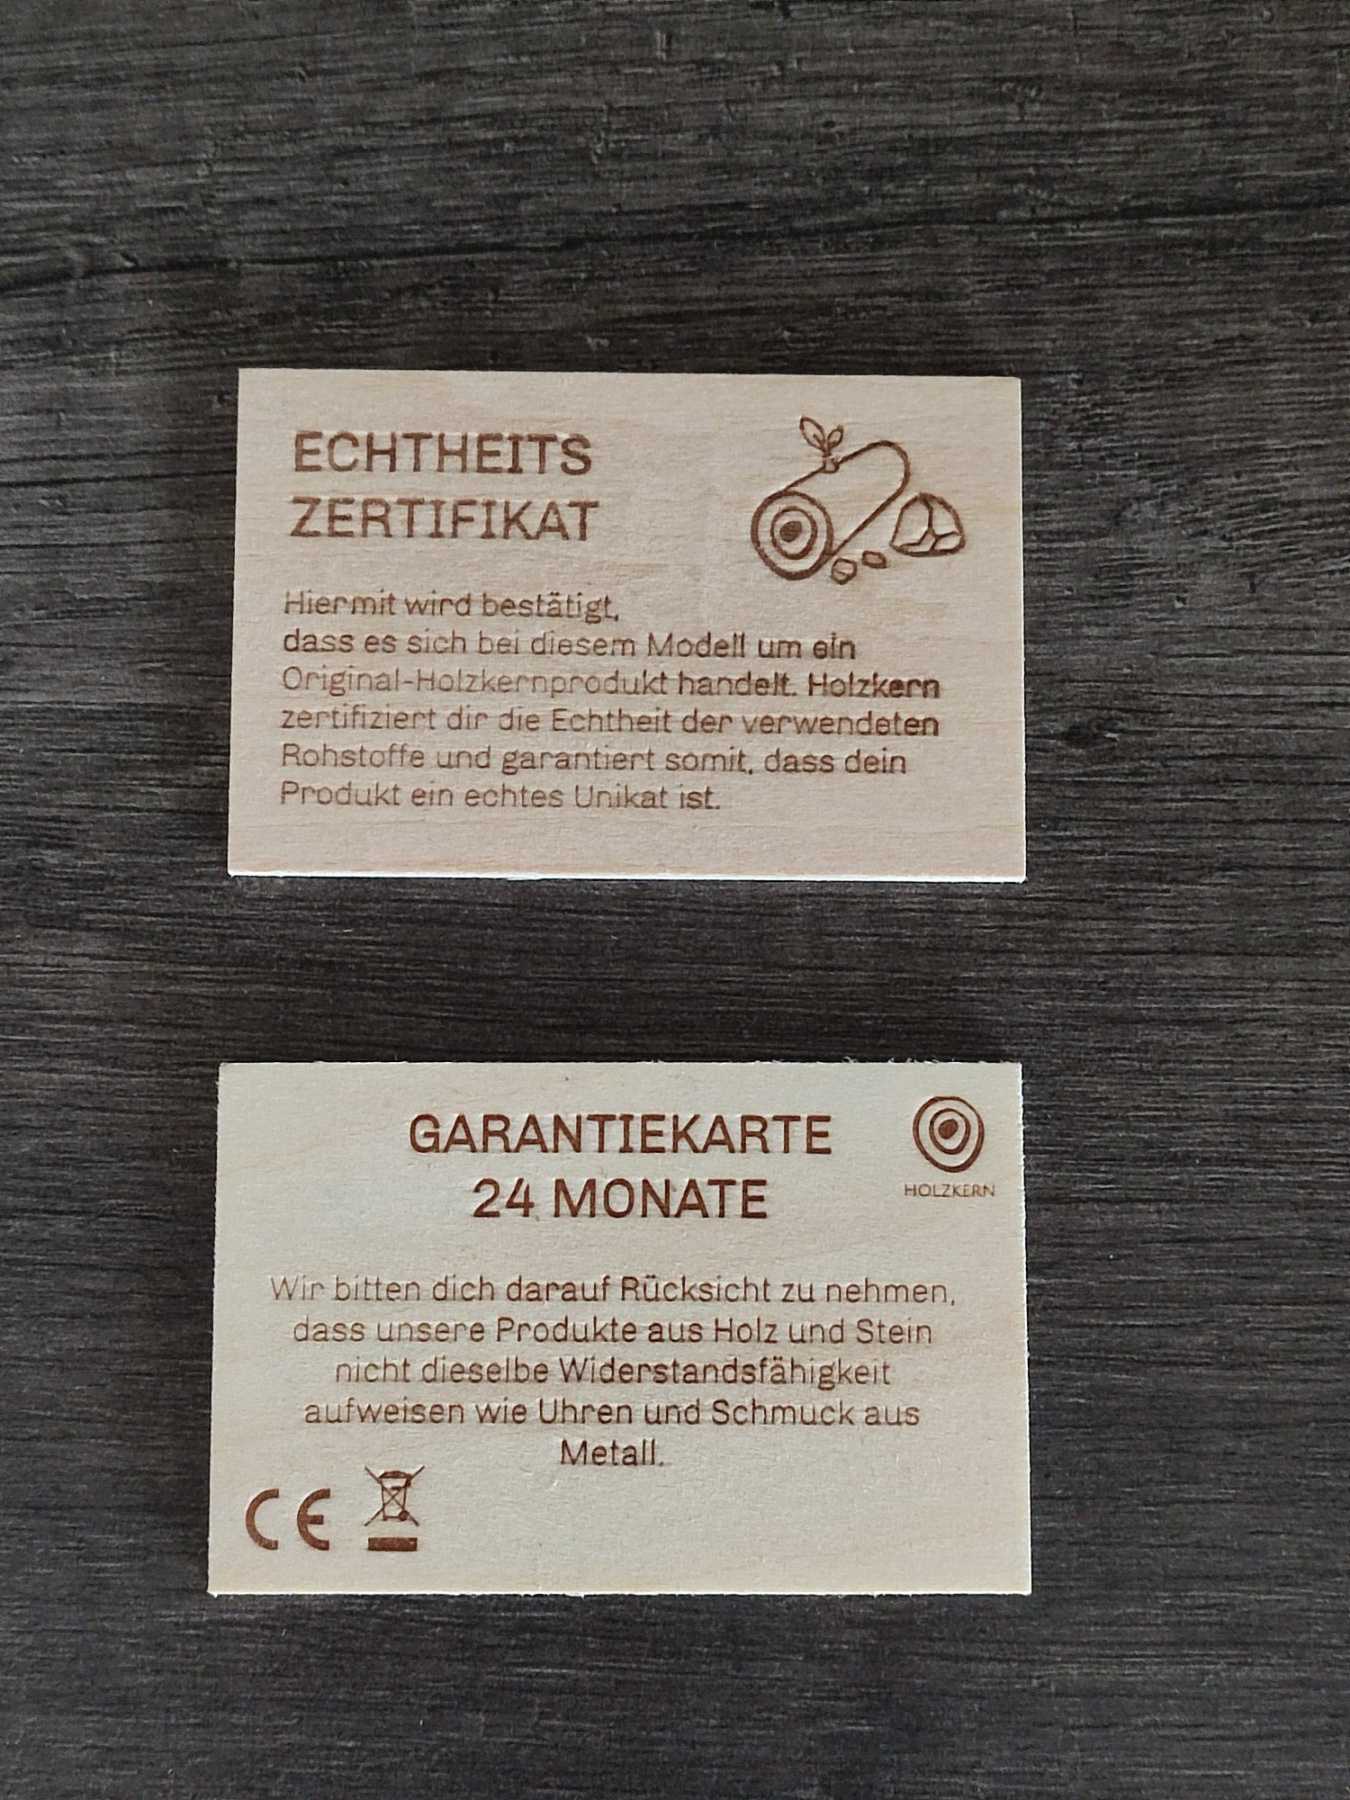 ECHTHEITS
ZERTIFIKAT
Hiermit wird bestätigt,
dass es sich bei diesem Modell um ein
Original-Holzkernprodukt handelt. Holzkern
zertifiziert dir die Echtheit der verwendeten
Rohstoffe und garantiert somit, dass dein
Produkt ein echtes Unikat ist.
GARANTIEKARTE
24 MONATE
HOLZKERN
Wir bitten dich darauf Rücksicht zu nehmen,
dass unsere Produkte aus Holz und Stein
nicht dieselbe Widerstandsfähigkeit
aufweisen wie Uhren und Schmuck aus
Metall.
CE